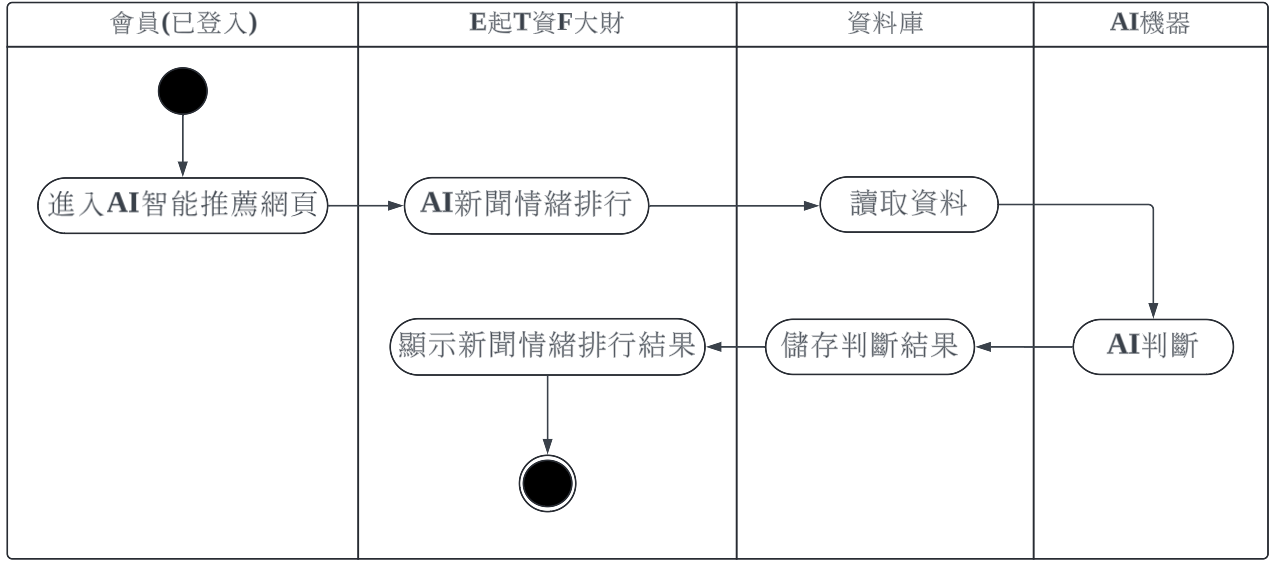 會員(已登入)
E起T資F大財
資料庫
AI機器
進入AI智能推薦網頁
AI新聞情緒排行
讀取資料
顯示新聞情緒排行結果
儲存判斷結果
AI判斷